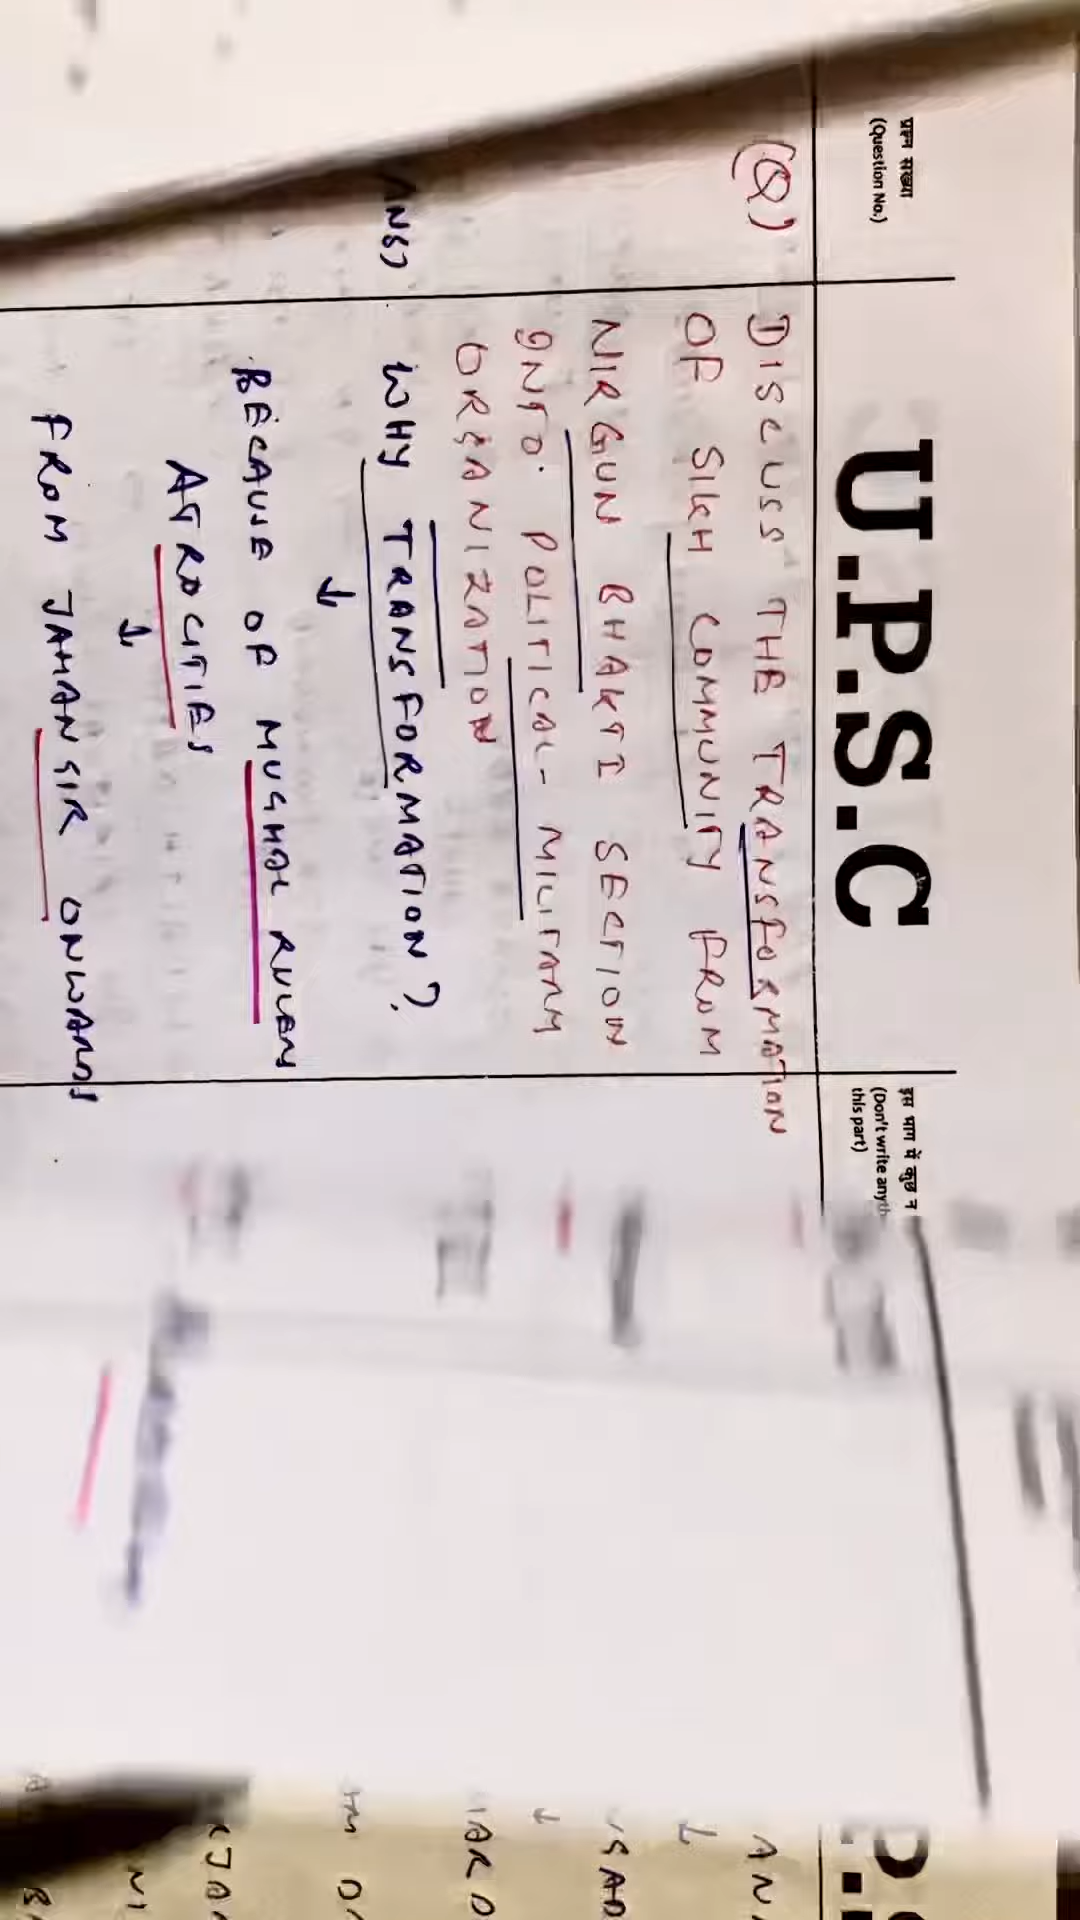 प्रश्न संख्या
(Question No.)
U.P.S.C
इस भाग में कुछ न
(Don't write anyth
this part)
(Q) DISCUSS THE TRANSFORMATION
OF SIKH COMMUNITY FROM
NIRGUN BHAKTI SECTION
INTO POLITICAL-MILITARY
ORGANIZATION
ANS) WHY TRANSFORMATION?
↓
BECAUSE OF MUGHAL RULERS
ATROCITIES
↓
FROM JAHANGIR ONWARDS